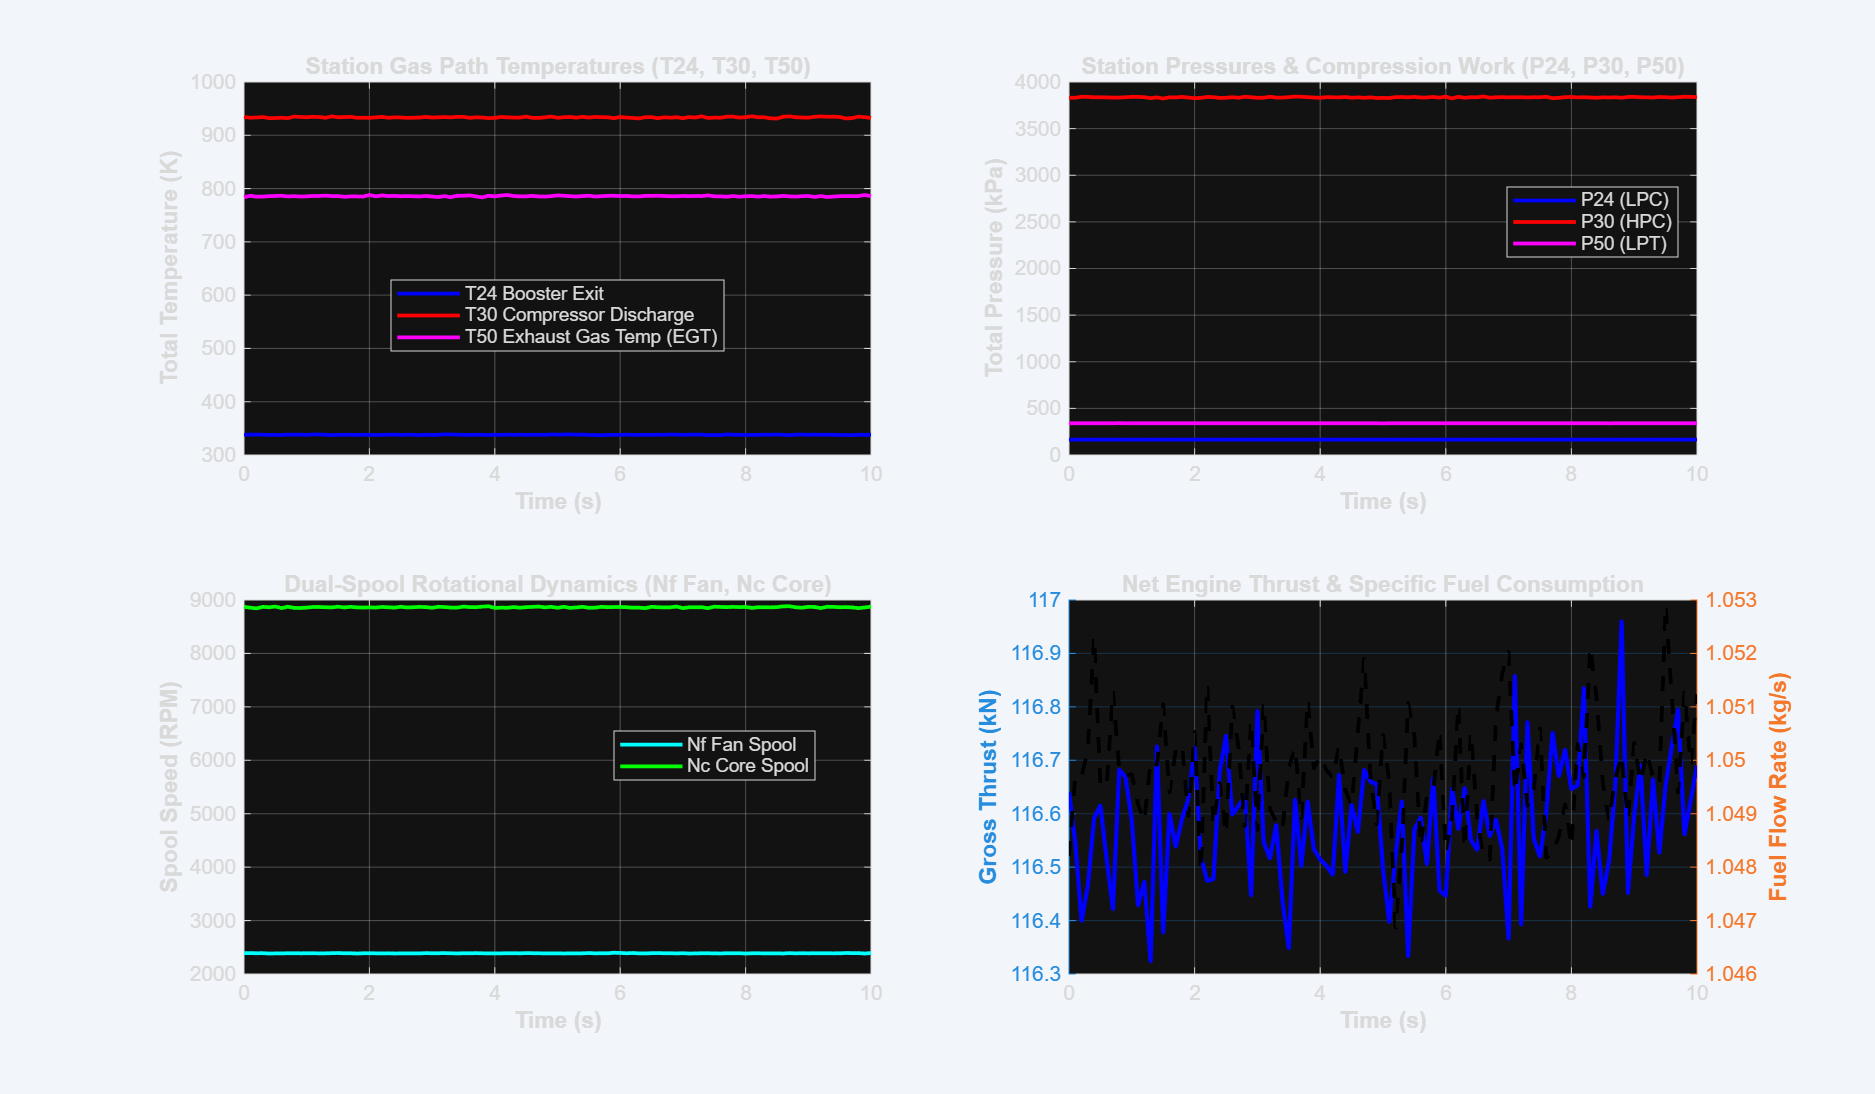 Station Gas Path Temperatures (T24, T30, T50)
1000
900
800
700
600
500
400
300
Total Temperature (K)
T24 Booster Exit
T30 Compressor Discharge
T50 Exhaust Gas Temp (EGT)
0 2 4 6 8 10
Time (s)
Station Pressures & Compression Work (P24, P30, P50)
4000
3500
3000
2500
2000
1500
1000
500
0
Total Pressure (kPa)
P24 (LPC)
P30 (HPC)
P50 (LPT)
0 2 4 6 8 10
Time (s)
Dual-Spool Rotational Dynamics (Nf Fan, Nc Core)
9000
8000
7000
6000
5000
4000
3000
2000
Spool Speed (RPM)
Nf Fan Spool
Nc Core Spool
0 2 4 6 8 10
Time (s)
Net Engine Thrust & Specific Fuel Consumption
117
116.9
116.8
116.7
116.6
116.5
116.4
116.3
Gross Thrust (kN)
1.053
1.052
1.051
1.05
1.049
1.048
1.047
1.046
Fuel Flow Rate (kg/s)
0 2 4 6 8 10
Time (s)